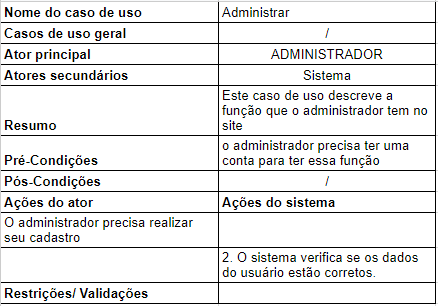 Nome do caso de uso Administrar
Casos de uso geral /
Ator principal ADMINISTRADOR
Atores secundários Sistema
Resumo Este caso de uso descreve a
função que o administrador tem no
site
Pré-Condições o administrador precisa ter uma
conta para ter essa função
Pós-Condições /
Ações do ator Ações do sistema
O administrador precisa realizar
seu cadastro
2. O sistema verifica se os dados
do usuário estão corretos.
Restrições/ Validações